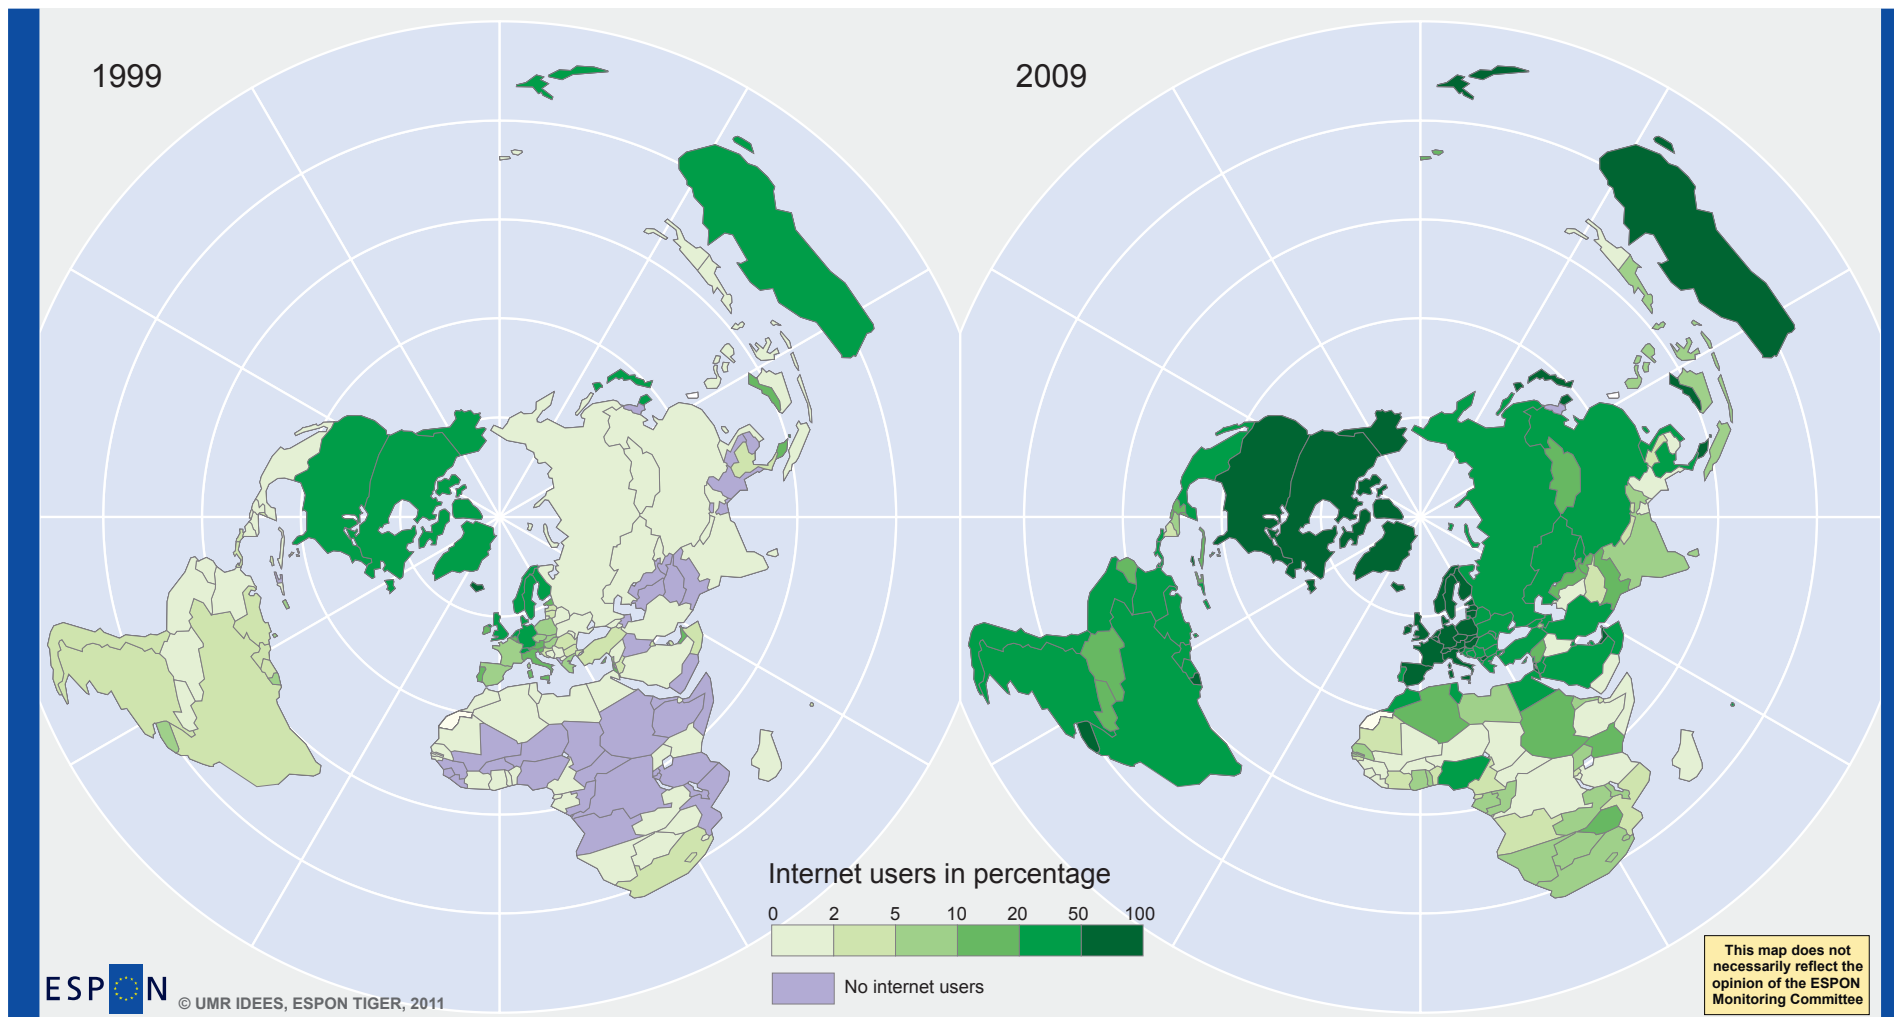 1999
2009
Internet users in percentage
0 2 5 10 20 50 100
No internet users
ESPON
© UMR IDEES, ESPON TIGER, 2011
This map does not
necessarily reflect the
opinion of the ESPON
Monitoring Committee